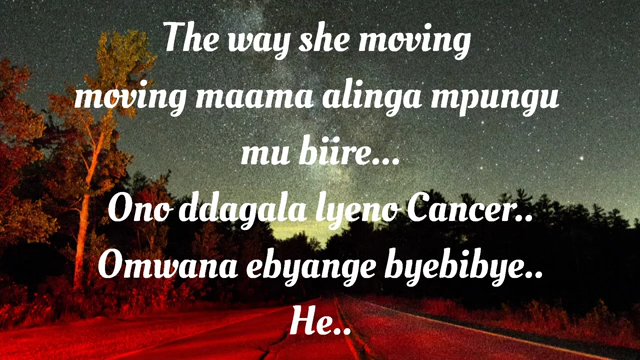 The way she moving
moving maama alinga mpungu
mu biire...
Ono ddagala lyeno Cancer..
Omwana ebyange byebibye..
He..